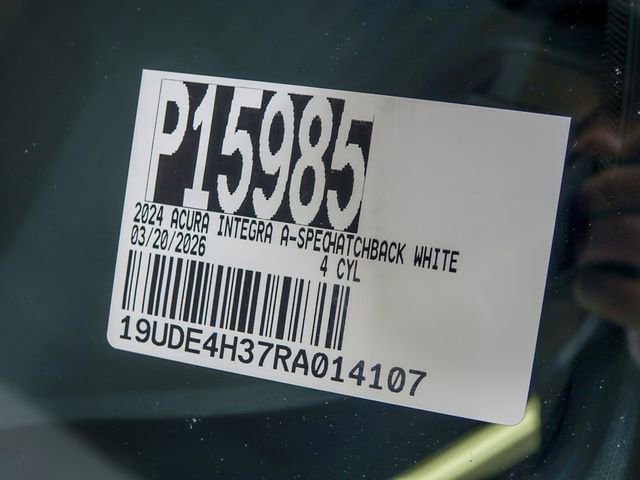 P15985
2024 ACURA INTEGRA A-SPECHATCHBACK WHITE
03/20/2026 4 CYL
19UDE4H37RA014107